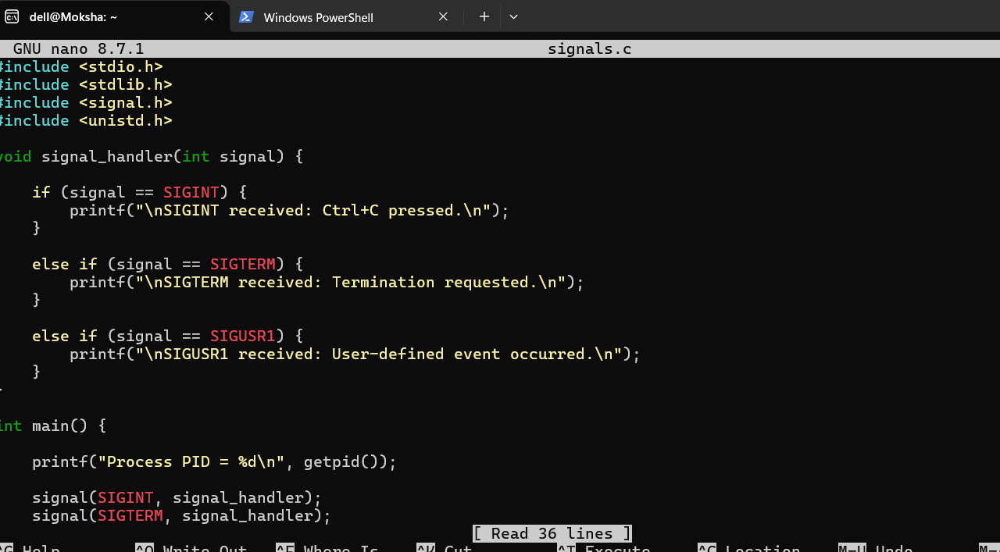 dell@Moksha: ~
Windows PowerShell
GNU nano 8.7.1 signals.c
#include <stdio.h>
#include <stdlib.h>
#include <signal.h>
#include <unistd.h>
void signal_handler(int signal) {
if (signal == SIGINT) {
printf("\nSIGINT received: Ctrl+C pressed.\n");
}
else if (signal == SIGTERM) {
printf("\nSIGTERM received: Termination requested.\n");
}
else if (signal == SIGUSR1) {
printf("\nSIGUSR1 received: User-defined event occurred.\n");
}
}
int main() {
printf("Process PID = %d\n", getpid());
signal(SIGINT, signal_handler);
signal(SIGTERM, signal_handler);
[ Read 36 lines ]
^G Help ^O Write Out ^F Where Is ^K Cut ^T Execute ^C Location M-U Undo